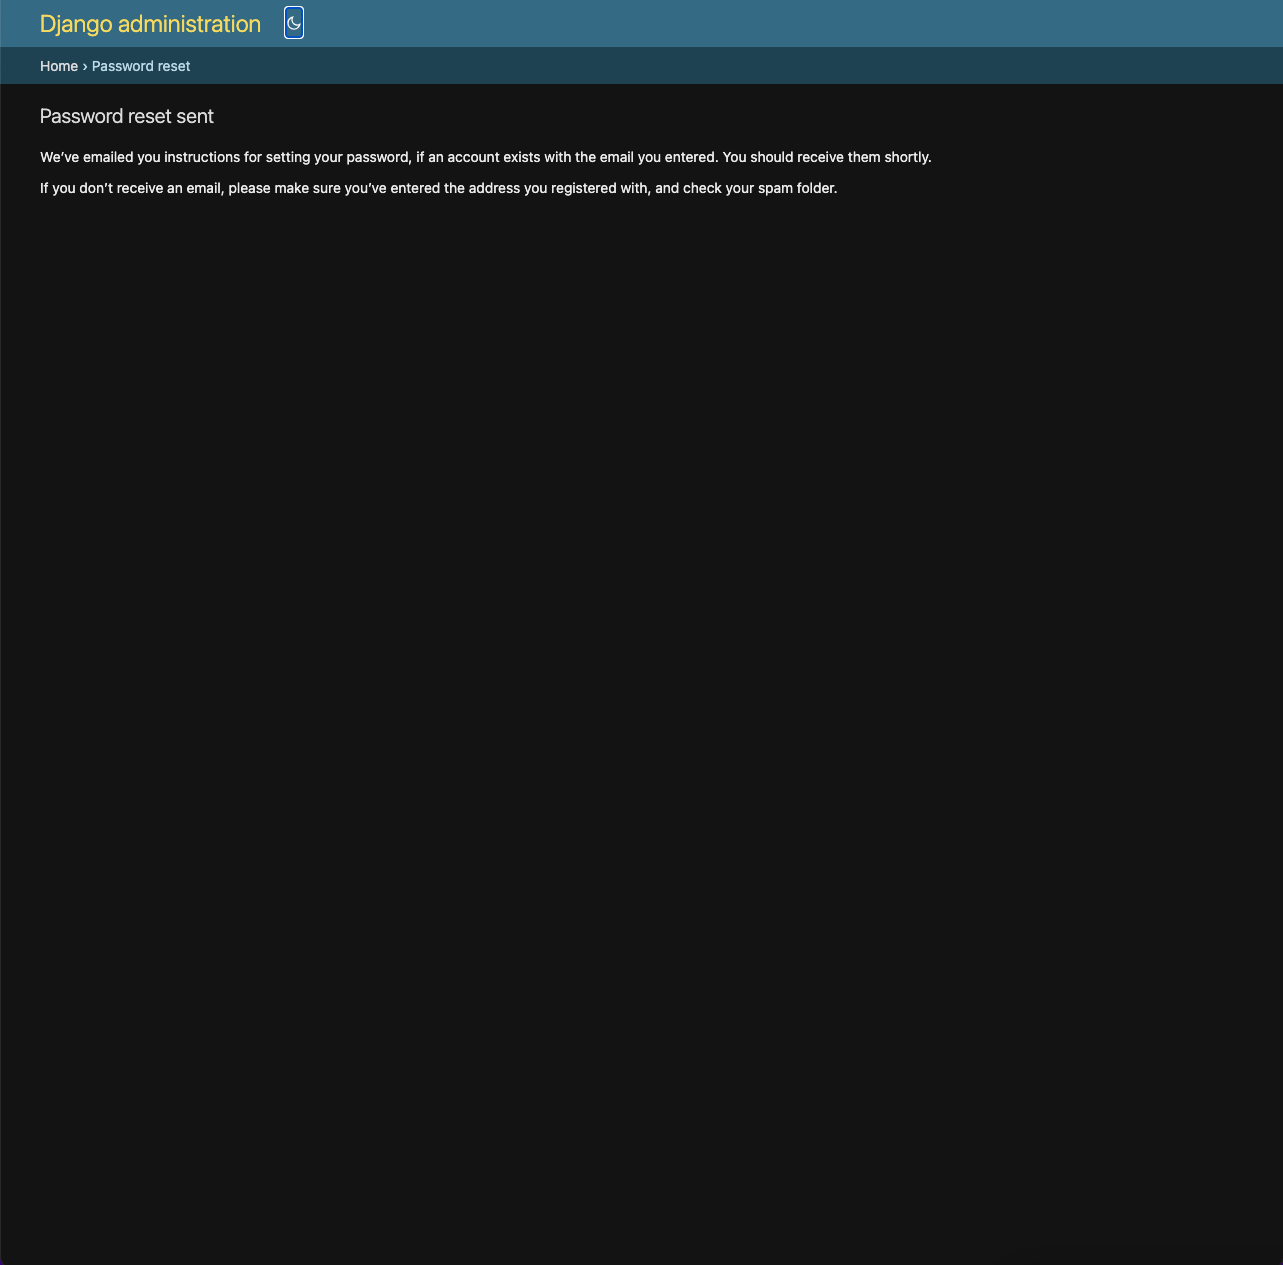 Django administration
Home › Password reset
Password reset sent
We’ve emailed you instructions for setting your password, if an account exists with the email you entered. You should receive them shortly.
If you don’t receive an email, please make sure you’ve entered the address you registered with, and check your spam folder.